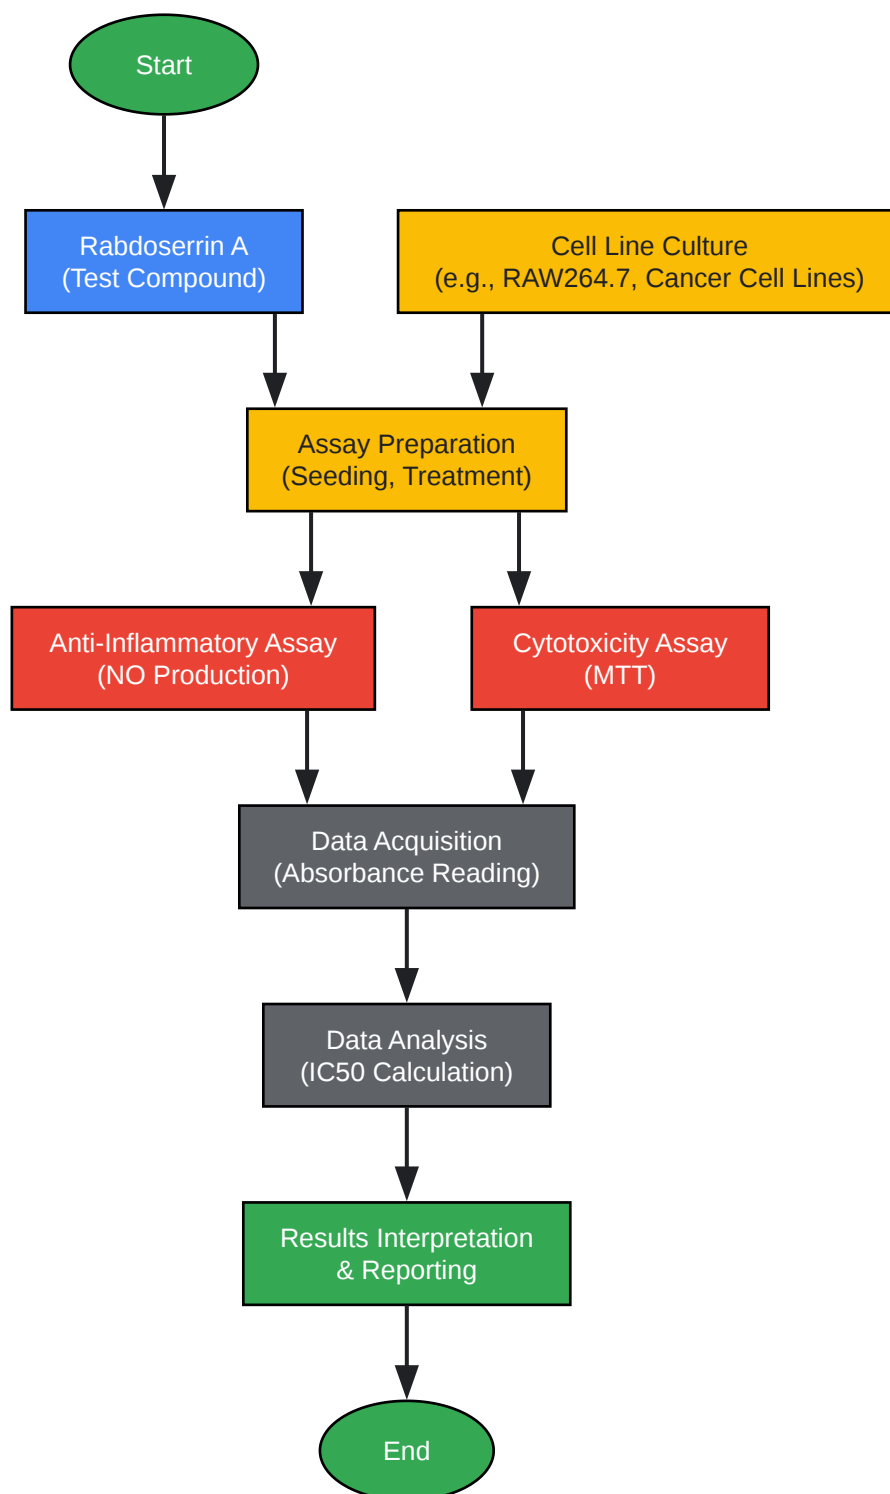 Start
Rabdoserrin A
(Test Compound)
Cell Line Culture
(e.g., RAW264.7, Cancer Cell Lines)
Assay Preparation
(Seeding, Treatment)
Anti-Inflammatory Assay
(NO Production)
Cytotoxicity Assay
(MTT)
Data Acquisition
(Absorbance Reading)
Data Analysis
(IC50 Calculation)
Results Interpretation
& Reporting
End